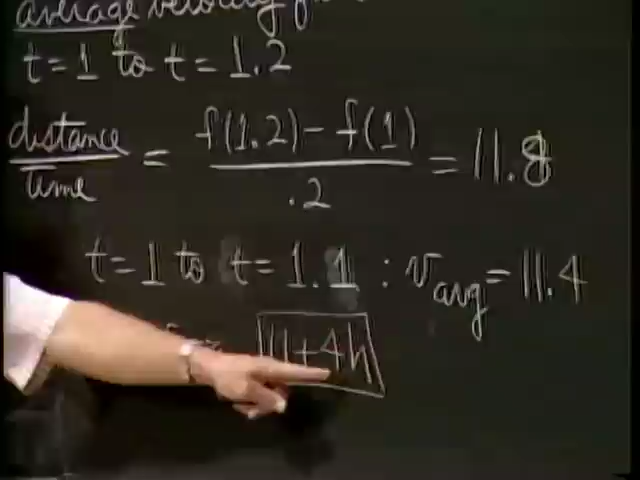 average velocity
t=1 to t=1.2
distance/Time = f(1.2)-f(1)/.2 = 11.8
t=1 to t=1.1 : vavg=11.4
11+4h